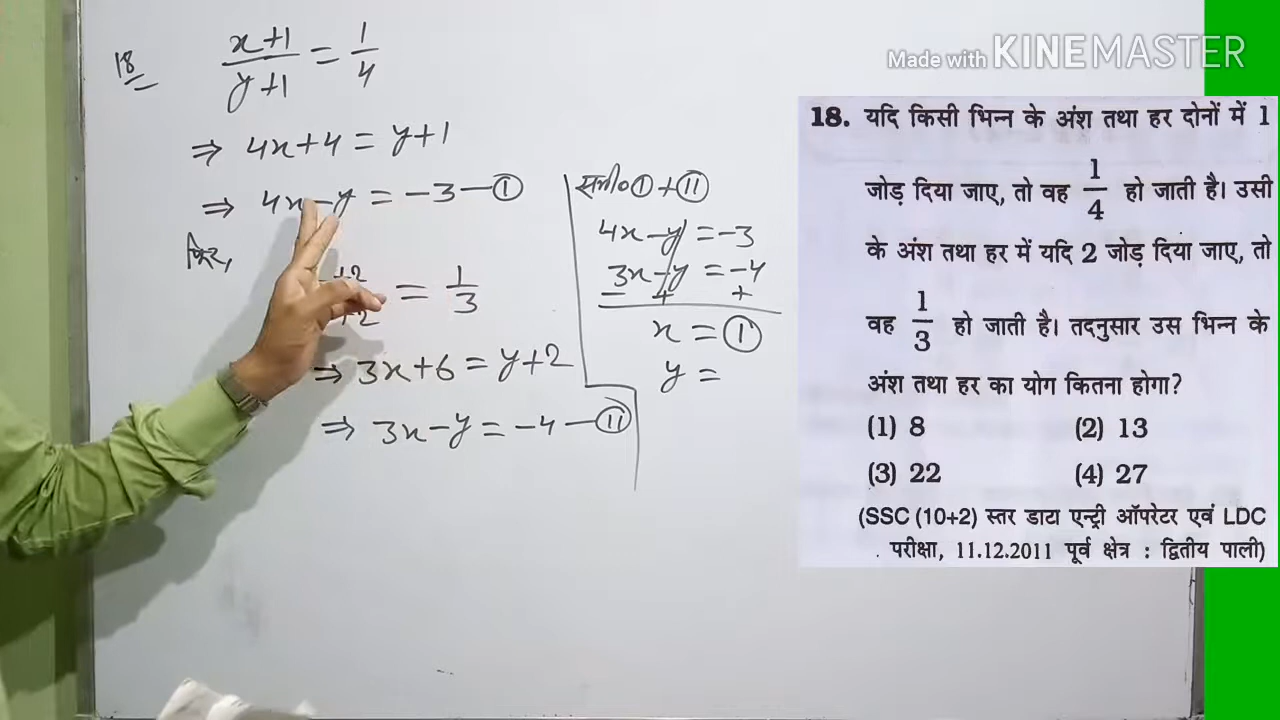 18
x+1/y+1 = 1/4
⇒ 4x+4 = y+1
⇒ 4x-y = -3 —①
फिर,
+2/+2 = 1/3
⇒ 3x+6 = y+2
⇒ 3x-y = -4 —⑪
समी० ① + ⑪
4x-y = -3
3x-y = -4
- + +
x = ①
y =
Made with KINEMASTER
18. यदि किसी भिन्न के अंश तथा हर दोनों में 1
जोड़ दिया जाए, तो वह 1/4 हो जाती है। उसी
के अंश तथा हर में यदि 2 जोड़ दिया जाए, तो
वह 1/3 हो जाती है। तदनुसार उस भिन्न के
अंश तथा हर का योग कितना होगा?
(1) 8 (2) 13
(3) 22 (4) 27
(SSC (10+2) स्तर डाटा एन्ट्री ऑपरेटर एवं LDC
परीक्षा, 11.12.2011 पूर्व क्षेत्र : द्वितीय पाली)